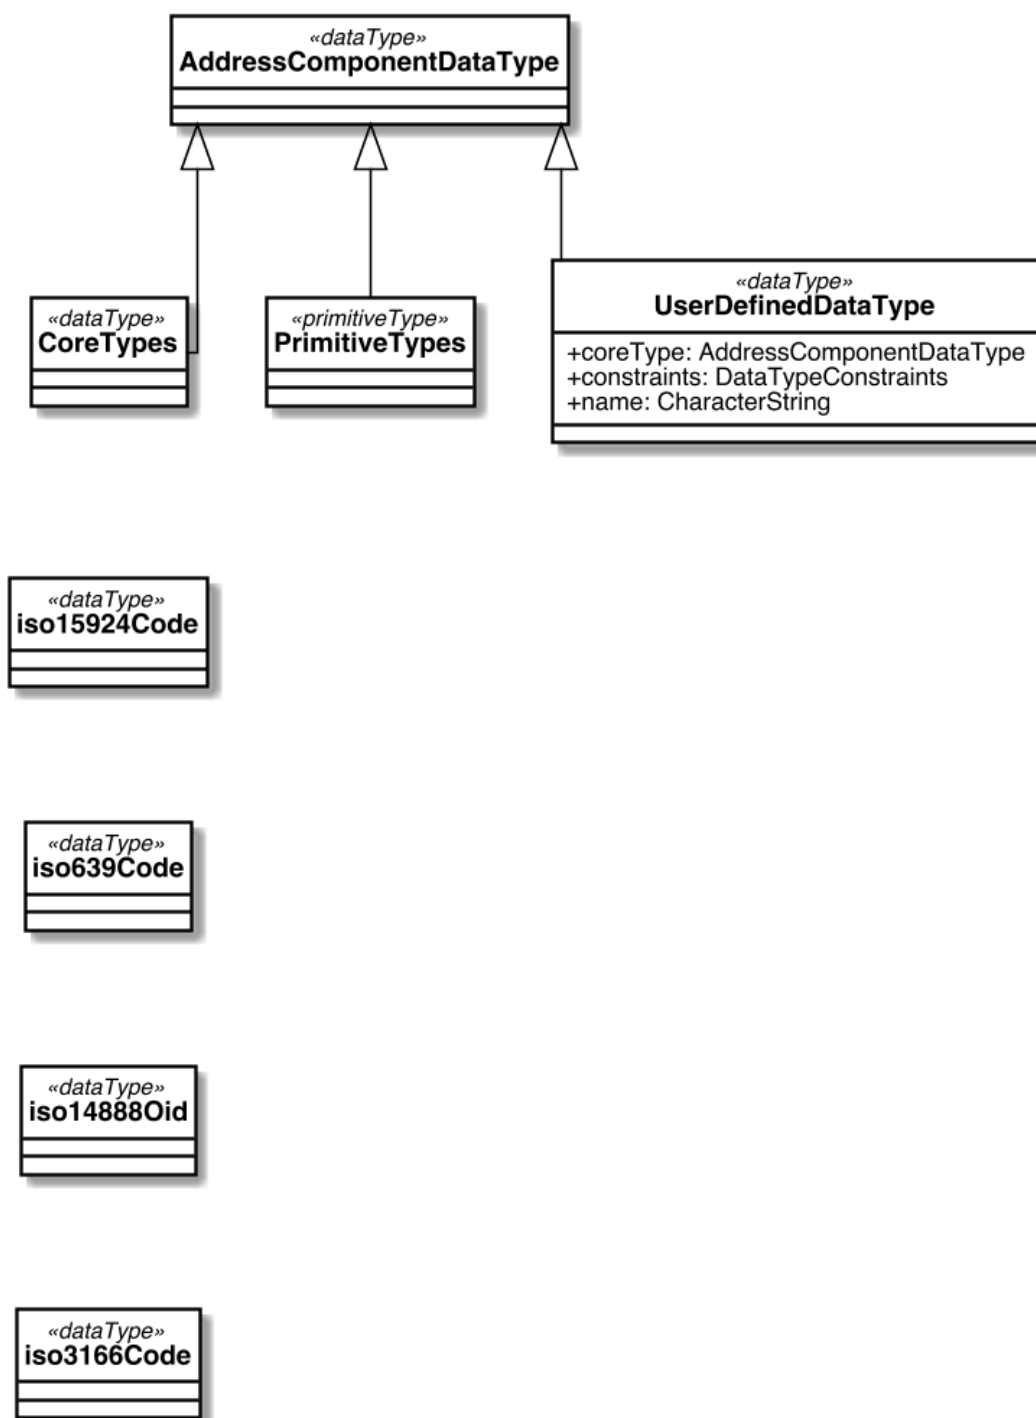 «dataType»
AddressComponentDataType
«dataType»
CoreTypes
«primitiveType»
PrimitiveTypes
«dataType»
UserDefinedDataType
+coreType: AddressComponentDataType
+constraints: DataTypeConstraints
+name: CharacterString
«dataType»
iso15924Code
«dataType»
iso639Code
«dataType»
iso14888Oid
«dataType»
iso3166Code